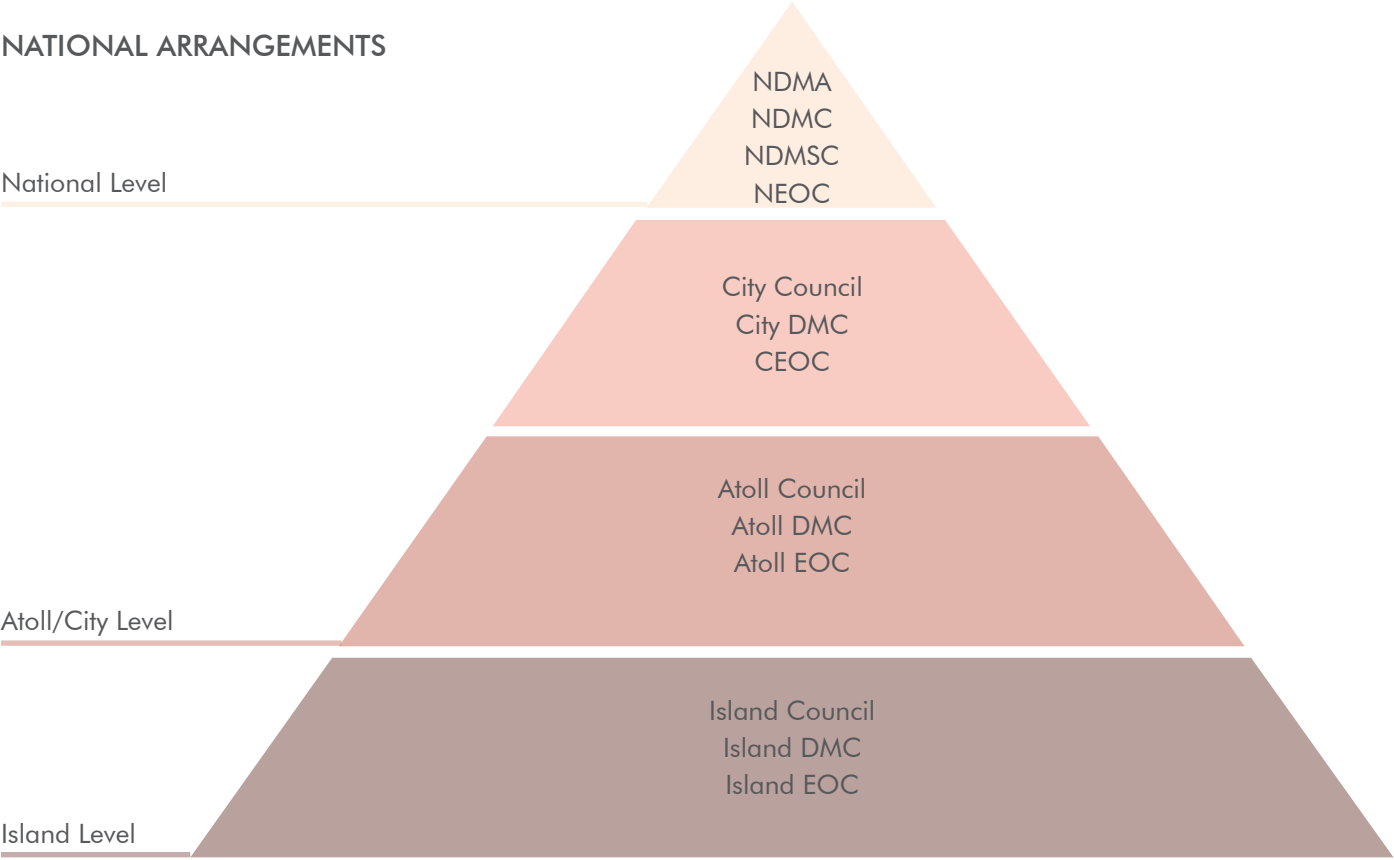 NATIONAL ARRANGEMENTS
NDMA
NDMC
NDMSC
NEOC
National Level
City Council
City DMC
CEOC
Atoll Council
Atoll DMC
Atoll EOC
Atoll/City Level
Island Council
Island DMC
Island EOC
Island Level